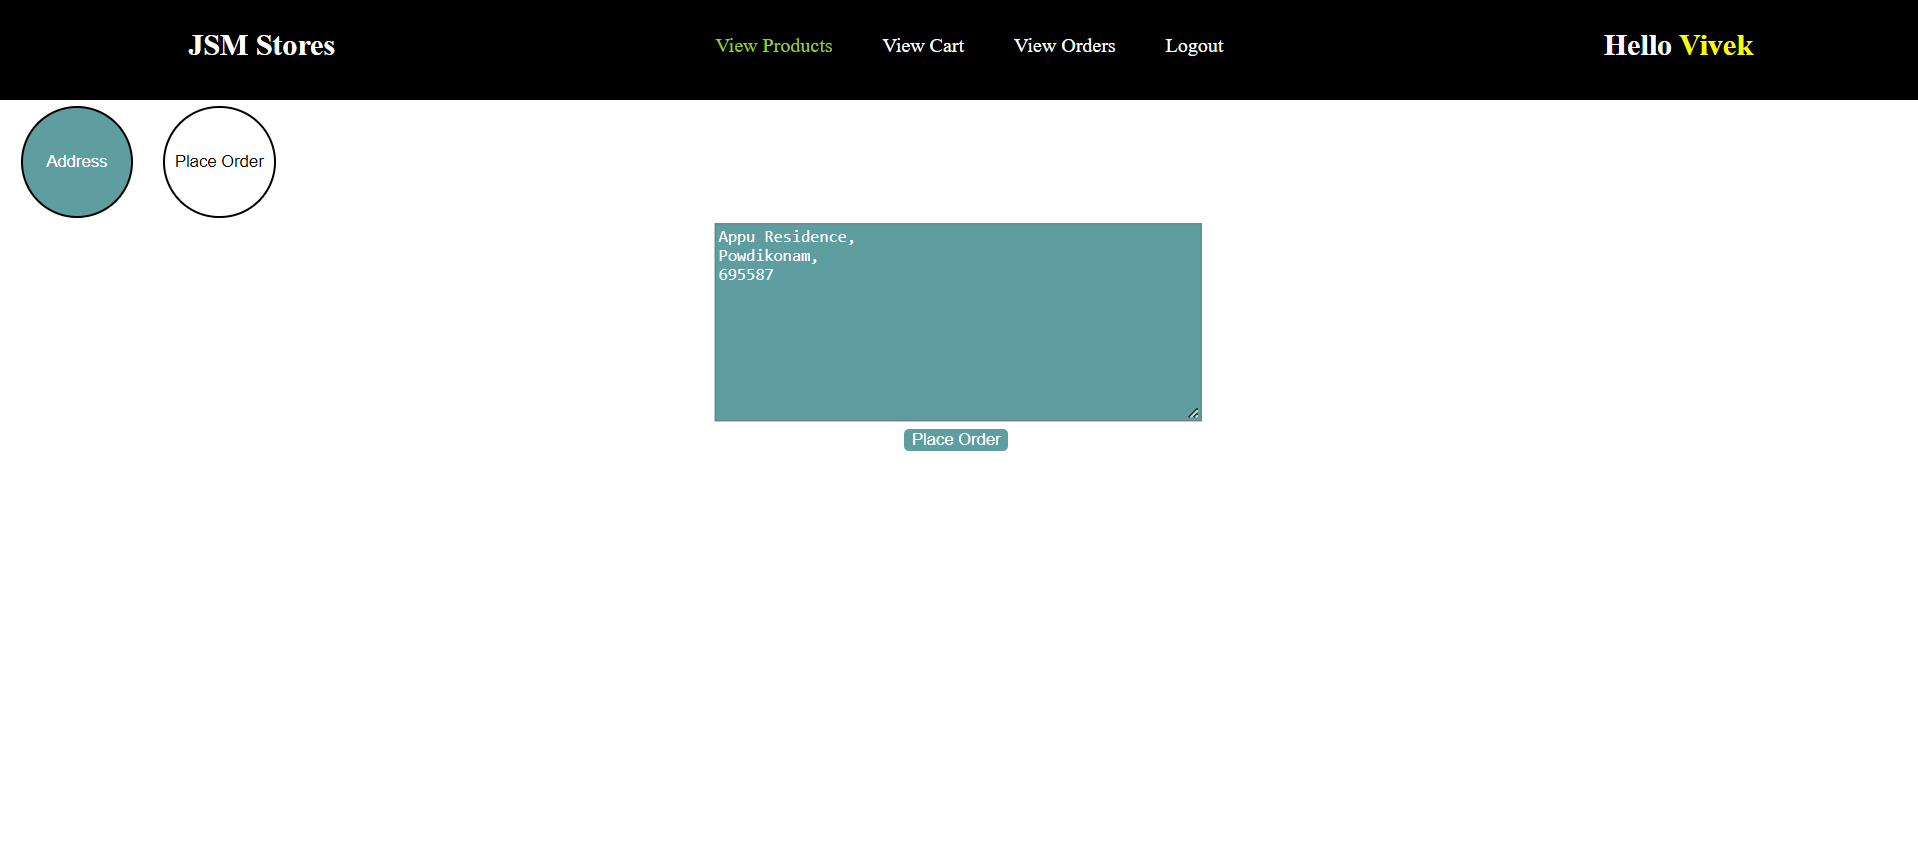 JSM Stores
View Products View Cart View Orders Logout
Hello Vivek
Address
Place Order
Appu Residence,
Powdikonam,
695587
Place Order